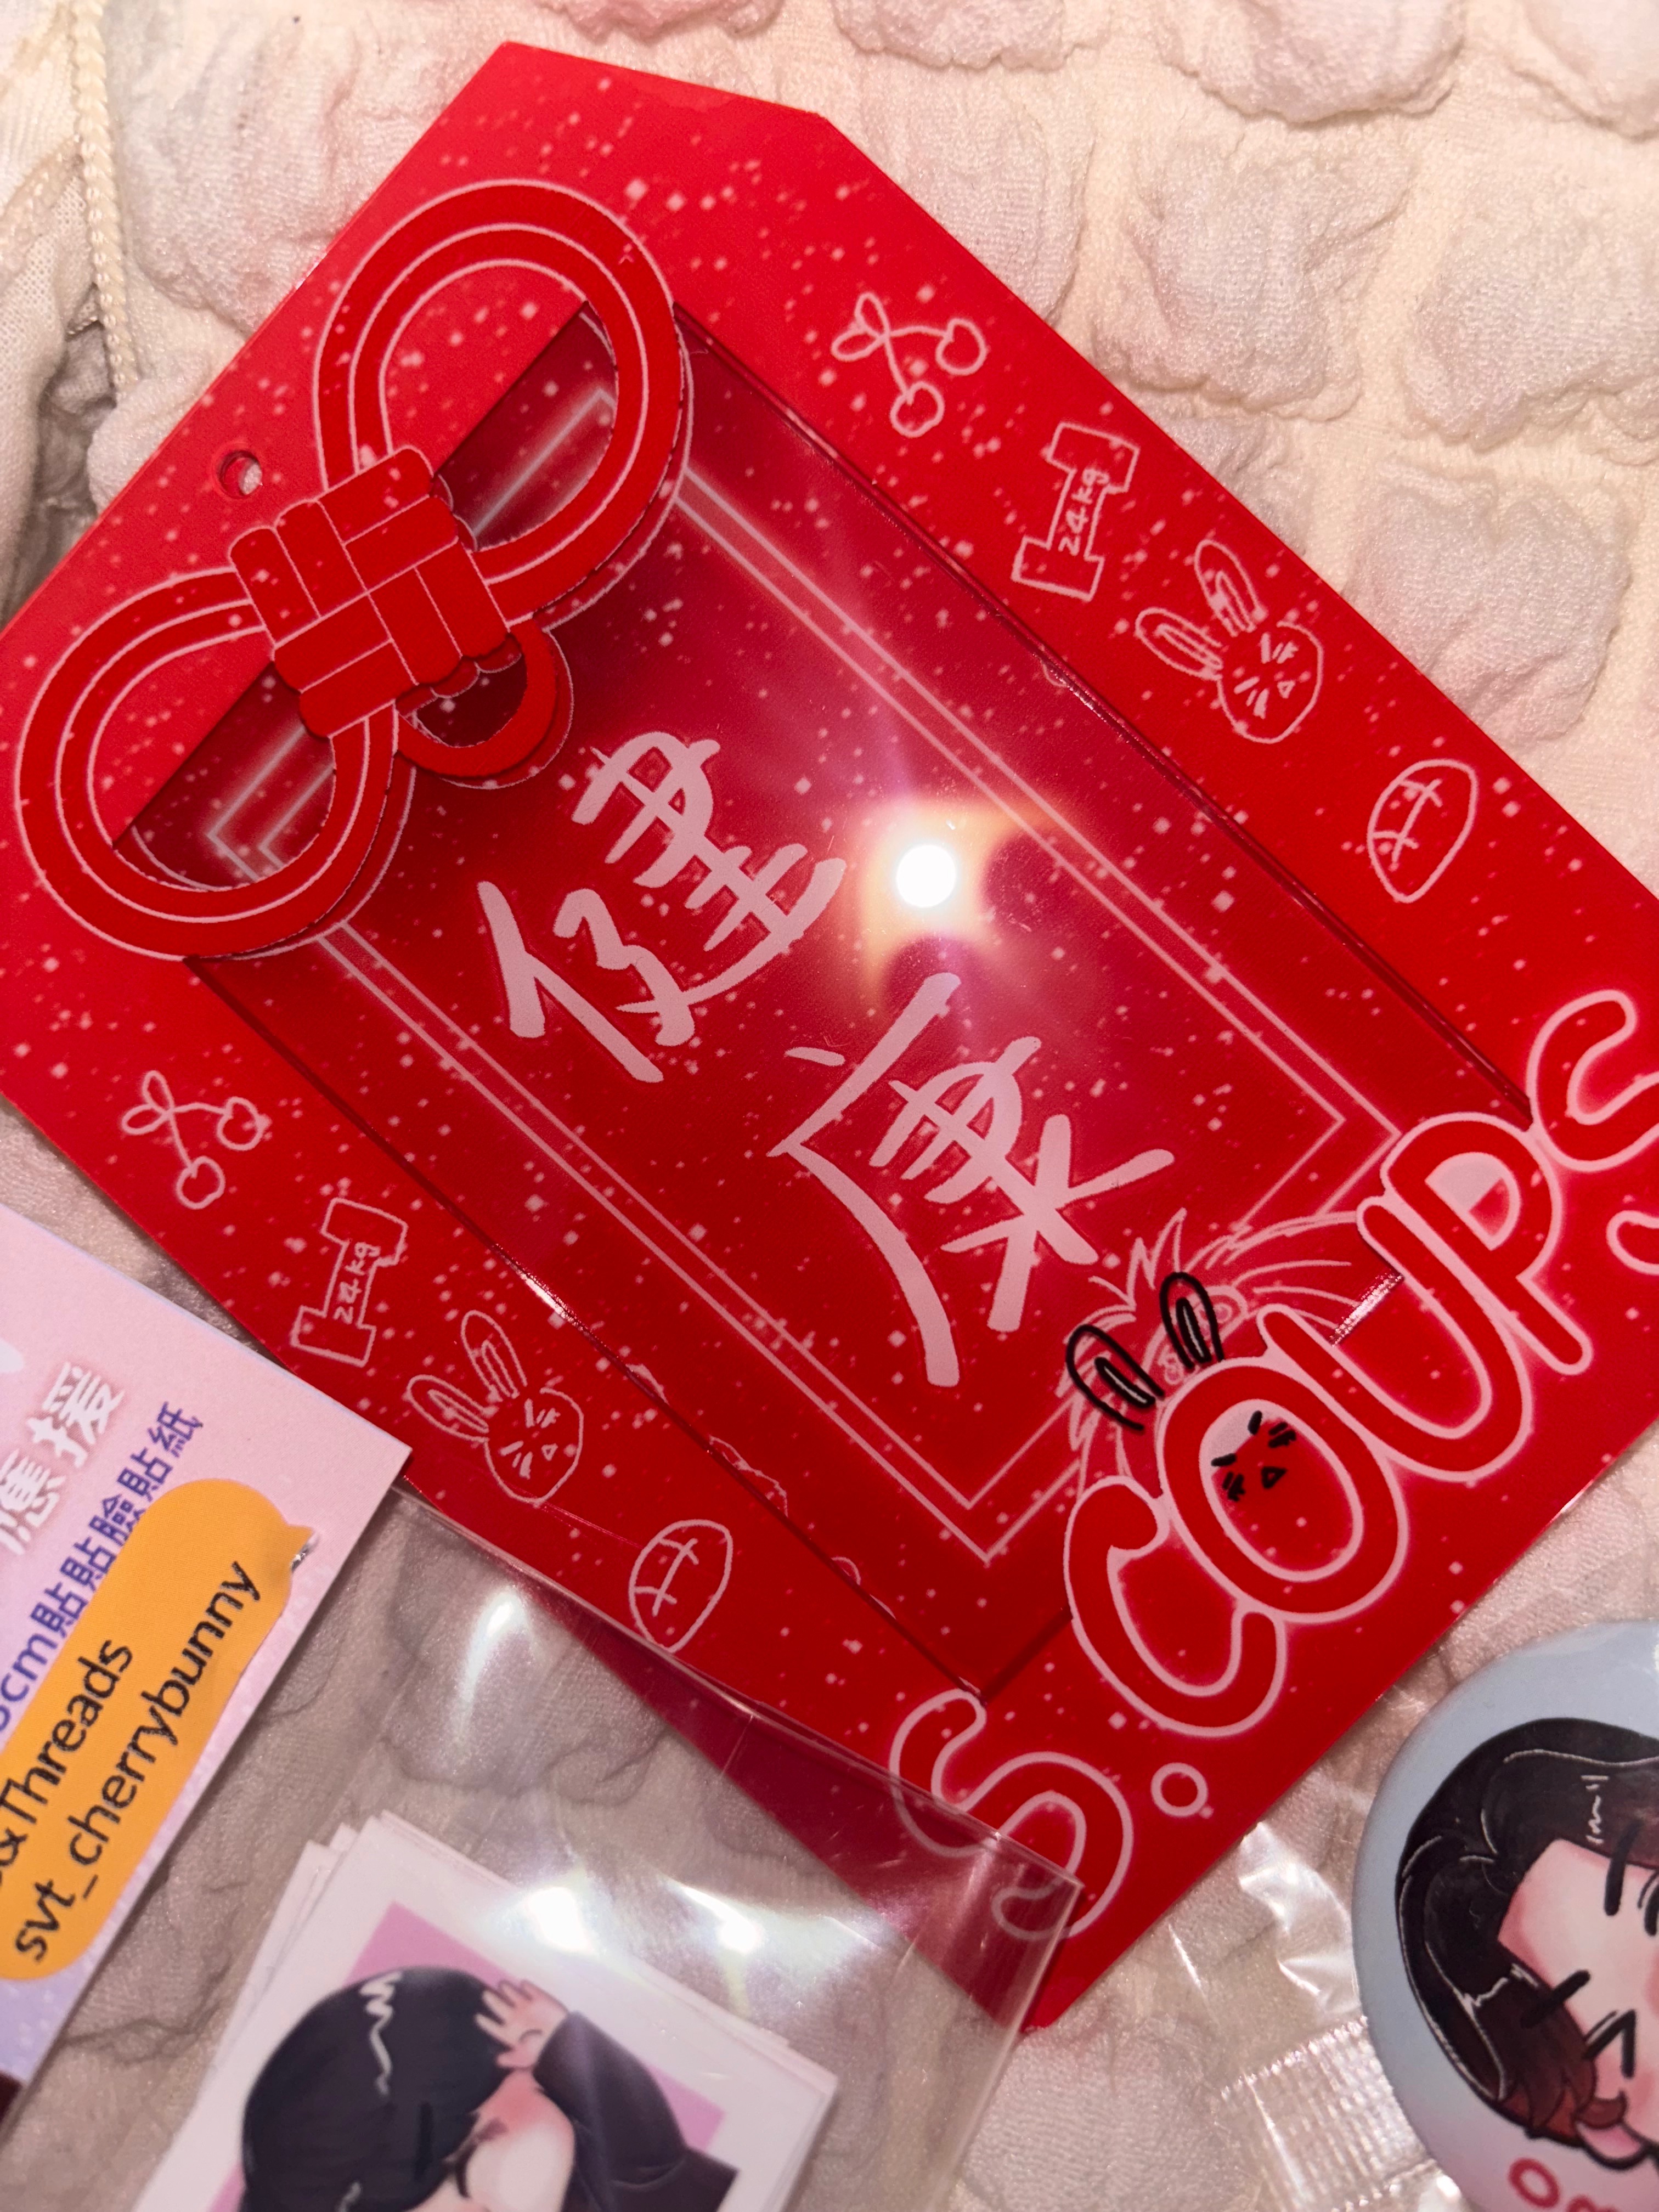 健康
24kg
24kg
S.COUPS
應援
cm貼貼臉貼紙
&Threads
svt_cherrybunny